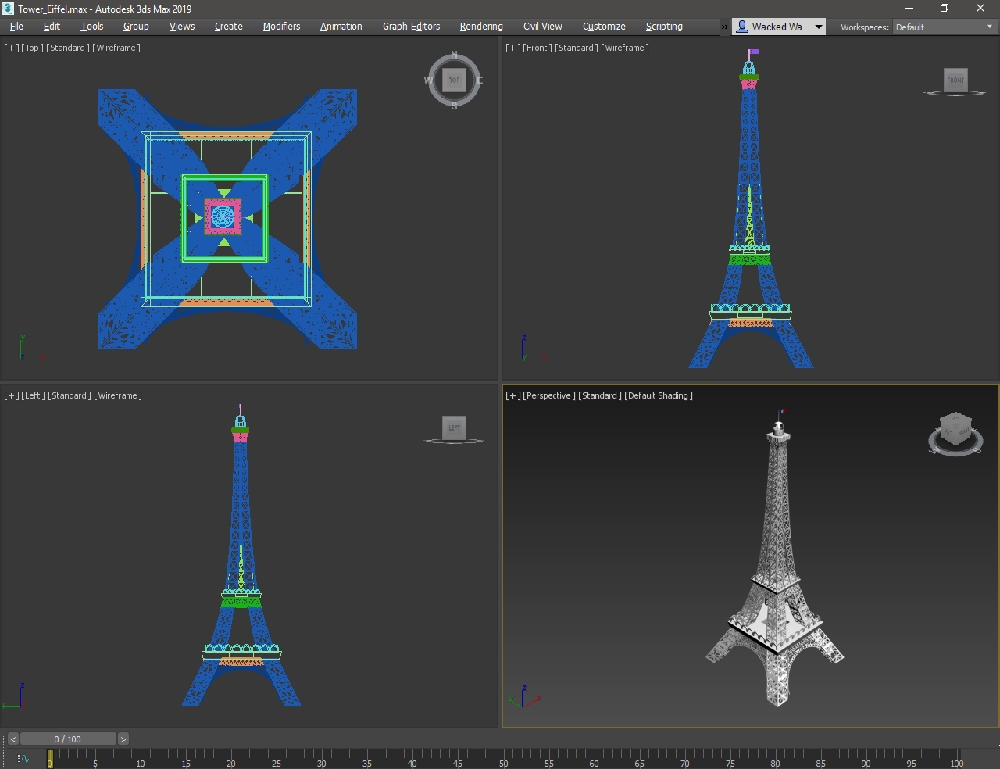 Tower_Eiffel.max - Autodesk 3ds Max 2019
File Edit Tools Group Views Create Modifiers Animation Graph Editors Rendering Civil View Customize Scripting » Wacked Wa Workspaces: Default
[+] [Top] [Standard] [Wireframe]
N
W TOP E
S
[+] [Front] [Standard] [Wireframe]
FRONT
[+] [Left] [Standard] [Wireframe]
LEFT
[+] [Perspective] [Standard] [Default Shading]
< 0 / 100 >
0 5 10 15 20 25 30 35 40 45 50 55 60 65 70 75 80 85 90 95 100